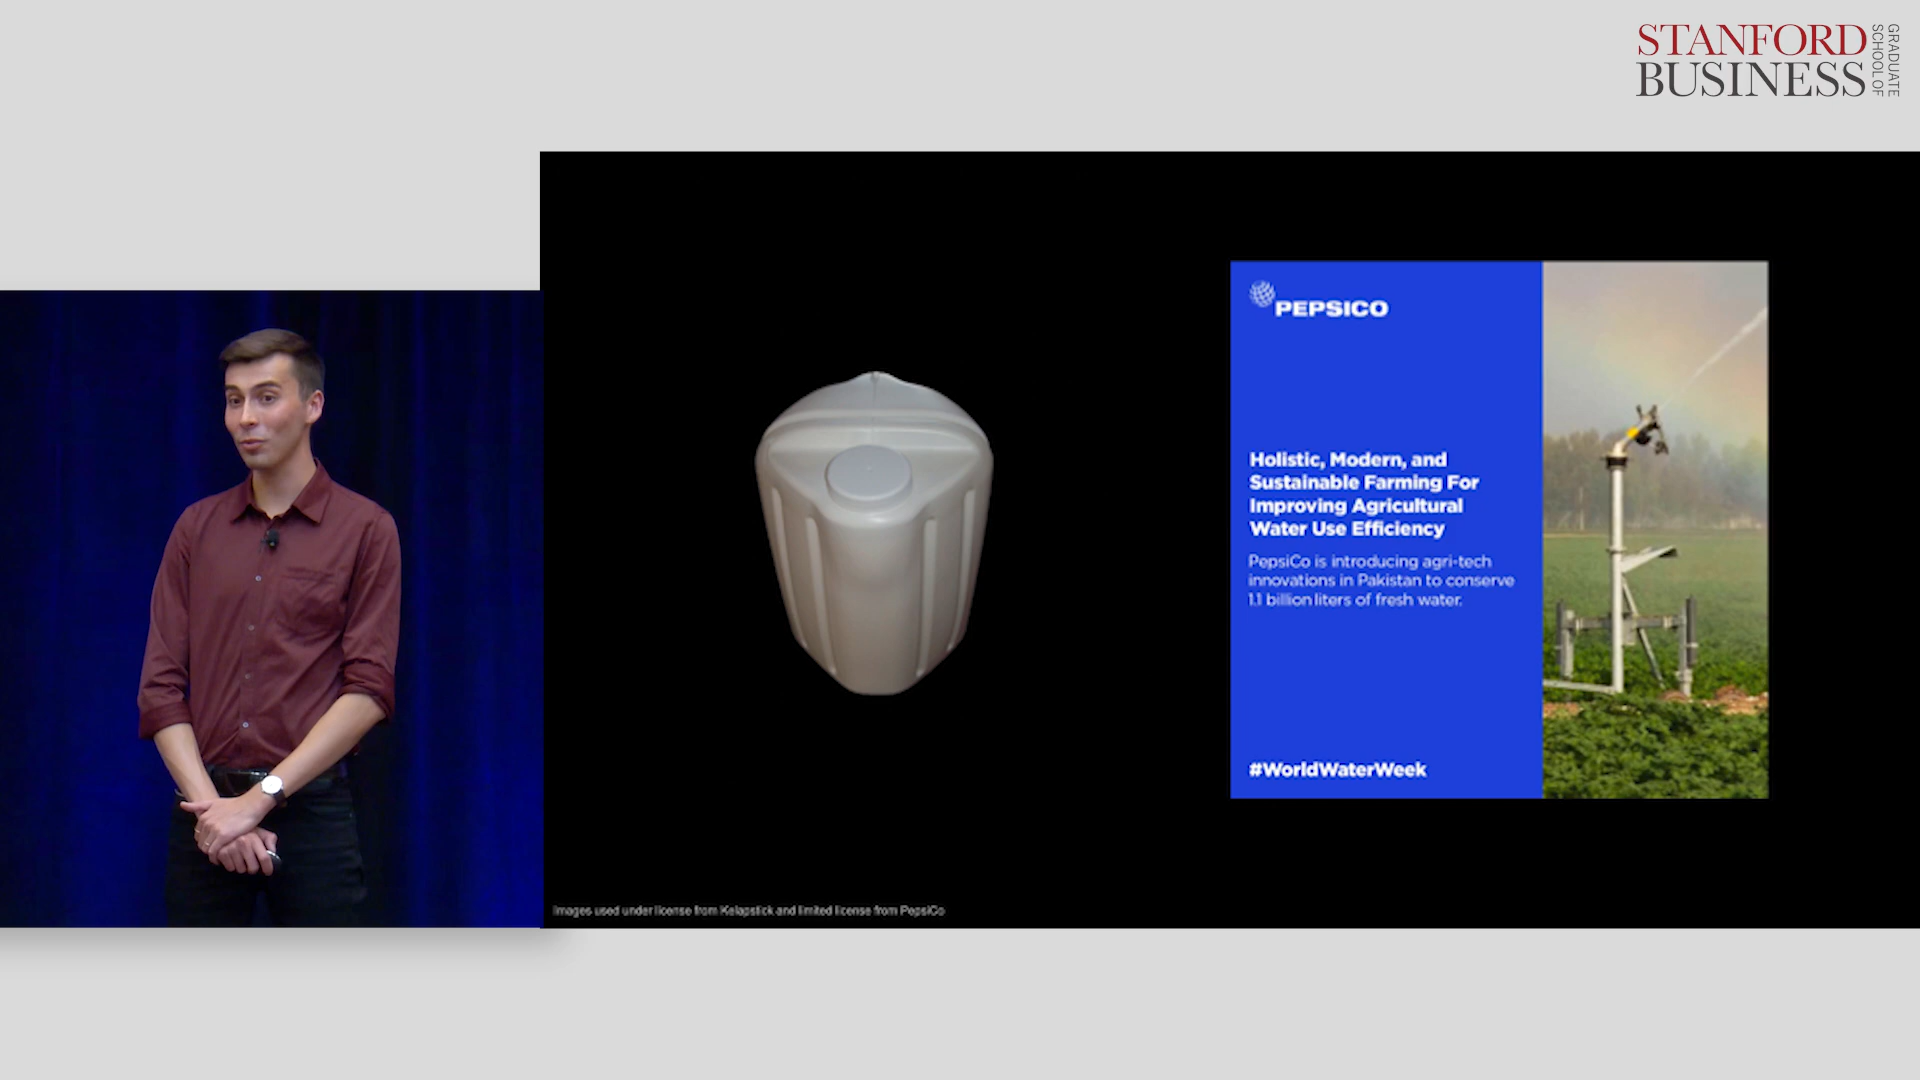 STANFORD
BUSINESS
GRADUATE
SCHOOL OF
PEPSICO
Holistic, Modern, and
Sustainable Farming For
Improving Agricultural
Water Use Efficiency
PepsiCo is introducing agri-tech
innovations in Pakistan to conserve
1.1 billion liters of fresh water.
#WorldWaterWeek
Images used under license from Kelapstick and limited license from PepsiCo